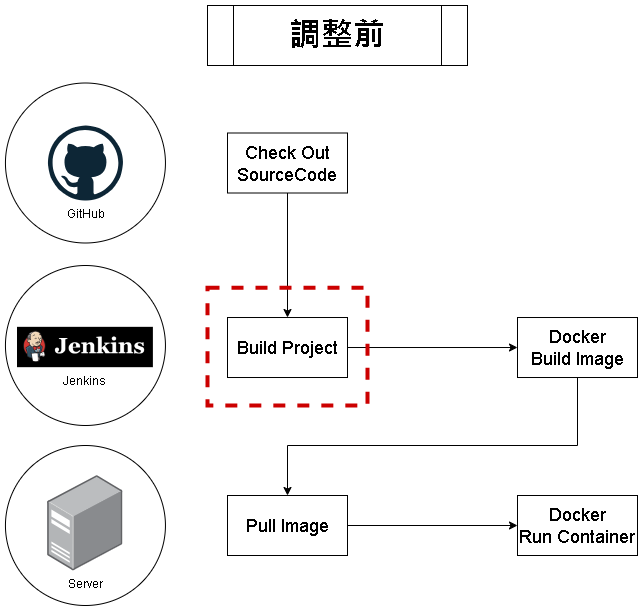 調整前
Check Out
SourceCode
GitHub
Jenkins
Jenkins
Build Project
Docker
Build Image
Server
Pull Image
Docker
Run Container